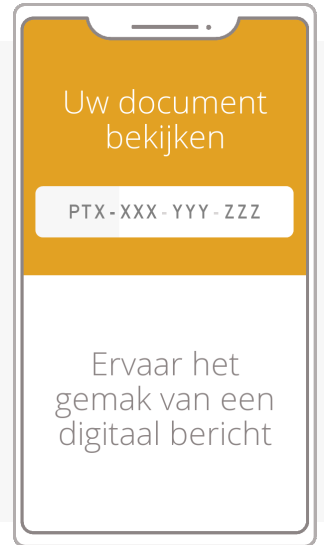 Uw document
bekijken
PTX-XXX-YYY-ZZZ
Ervaar het
gemak van een
digitaal bericht